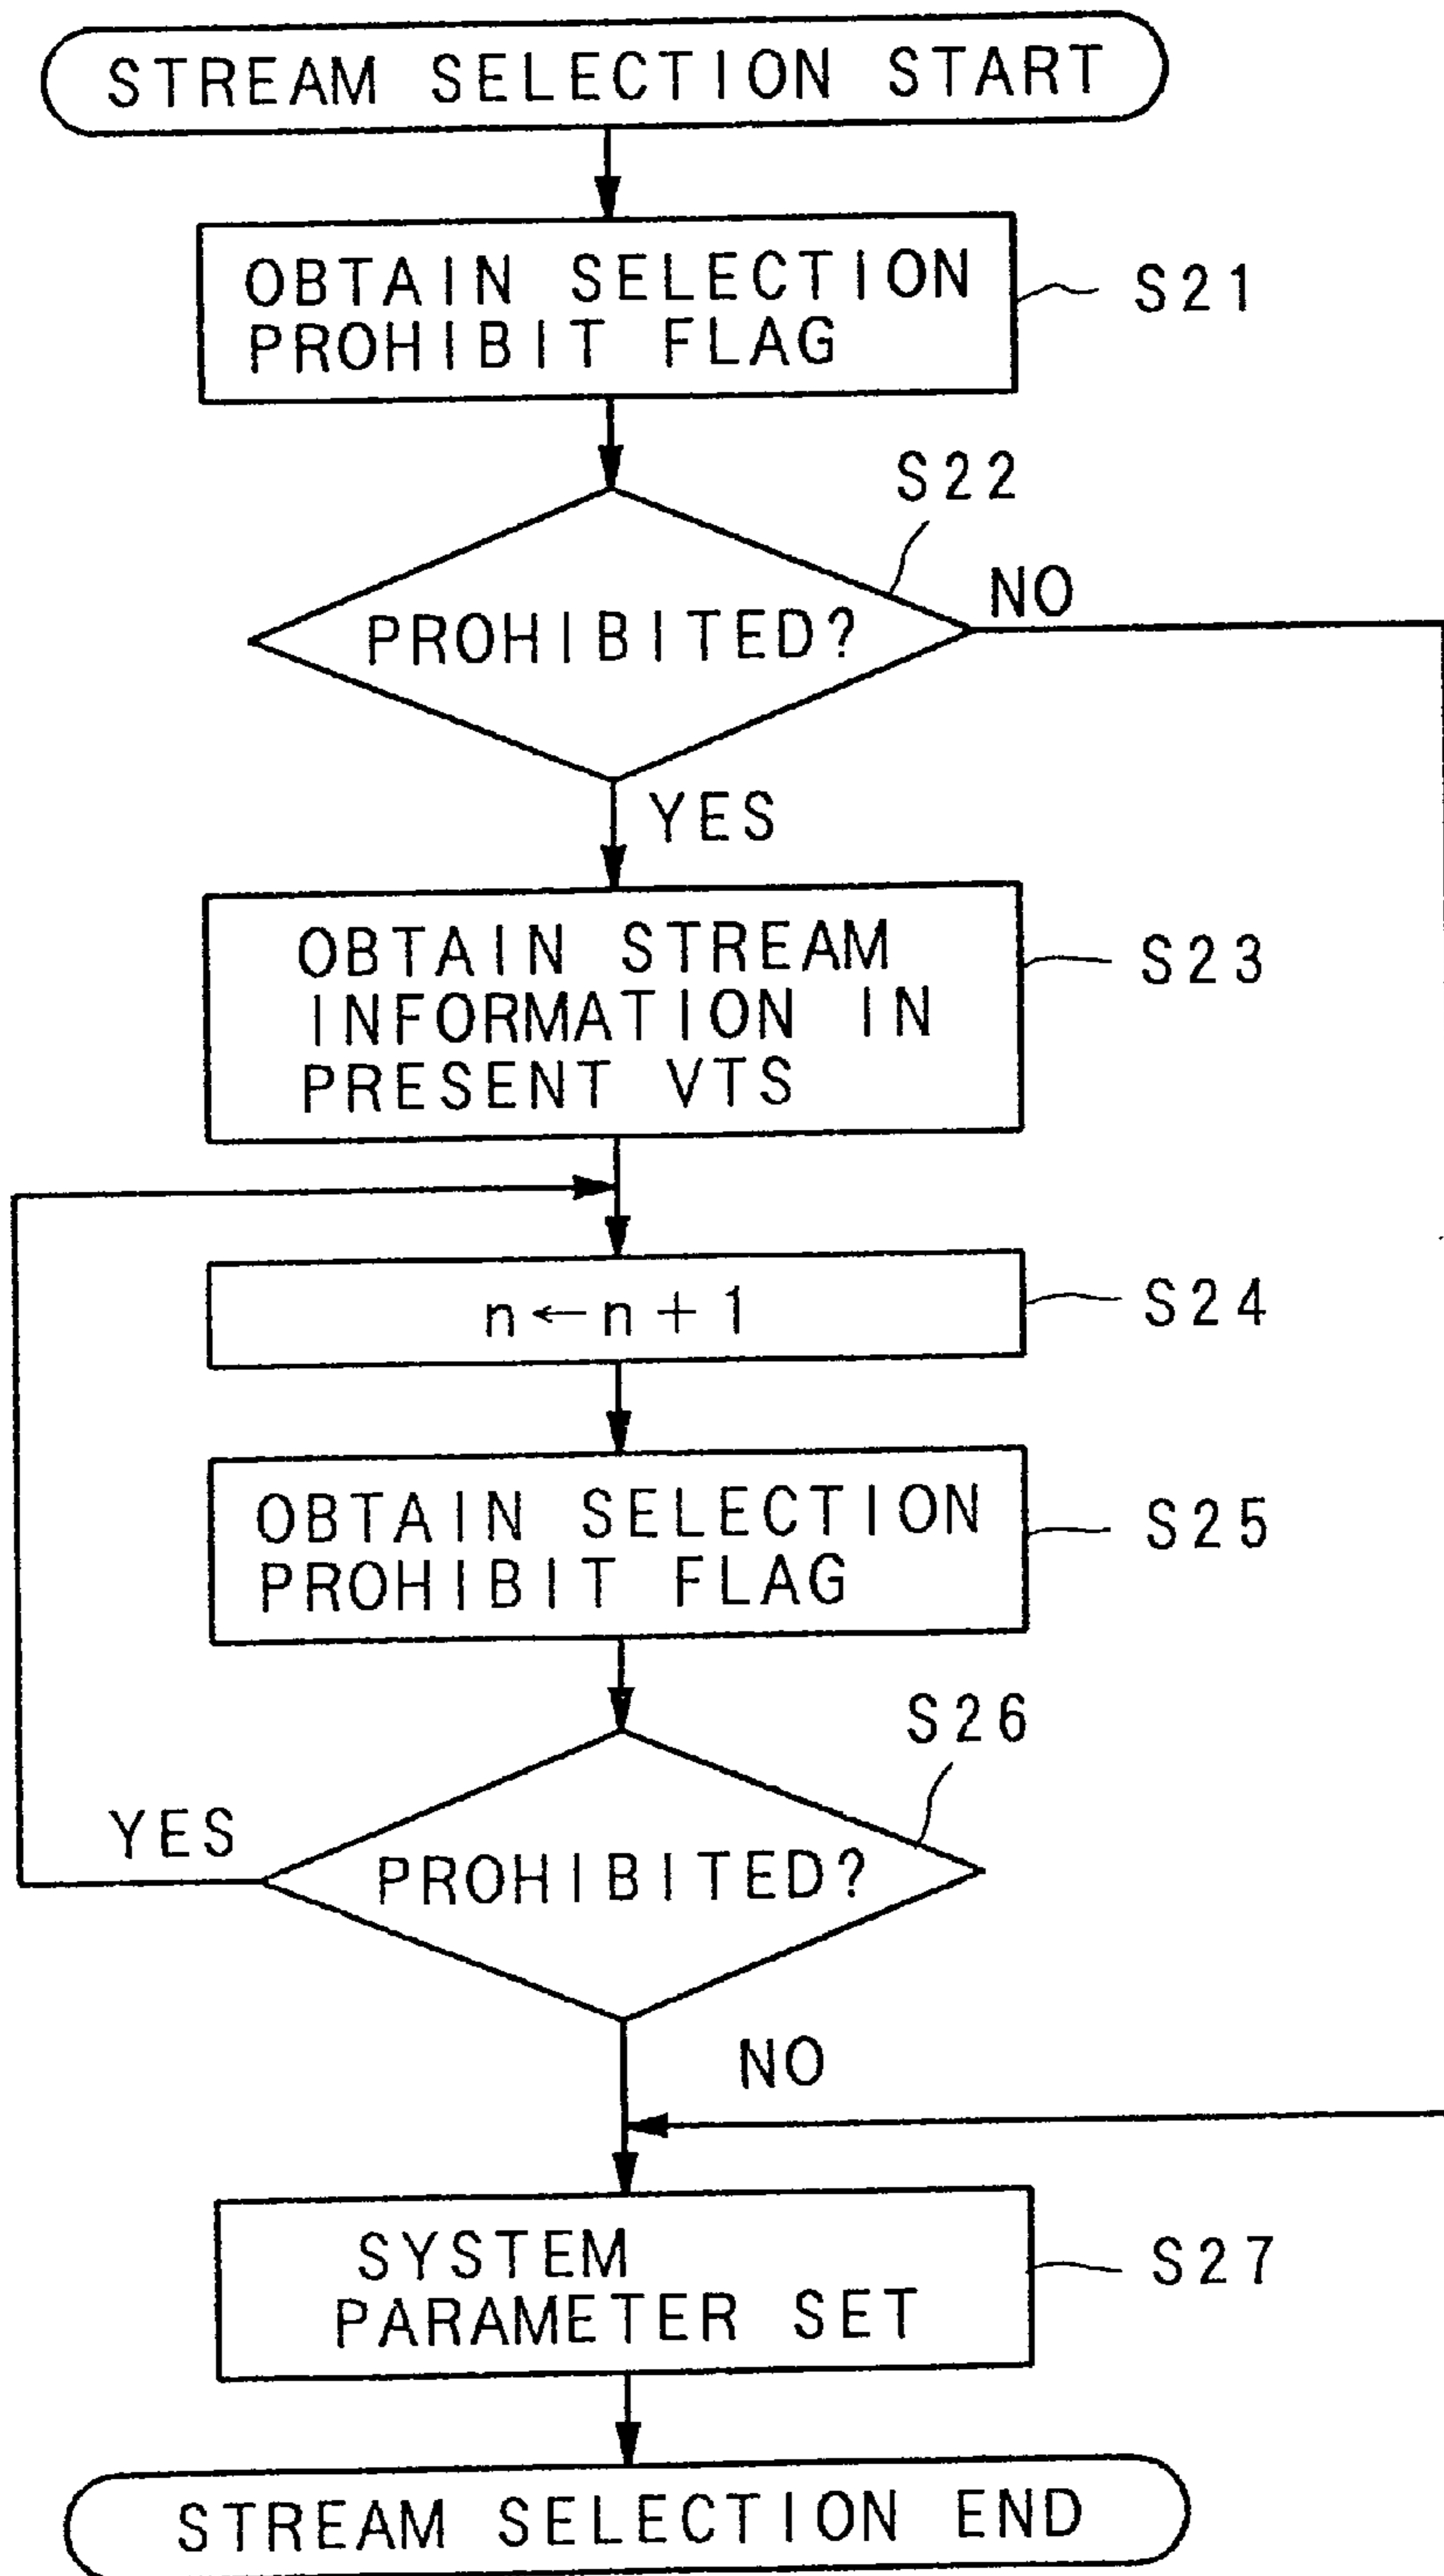 STREAM SELECTION START
OBTAIN SELECTION
PROHIBIT FLAG
S21
S22
PROHIBITED?
NO
YES
OBTAIN STREAM
INFORMATION IN
PRESENT VTS
S23
n←n+1
S24
OBTAIN SELECTION
PROHIBIT FLAG
S25
S26
YES
PROHIBITED?
NO
SYSTEM
PARAMETER SET
S27
STREAM SELECTION END